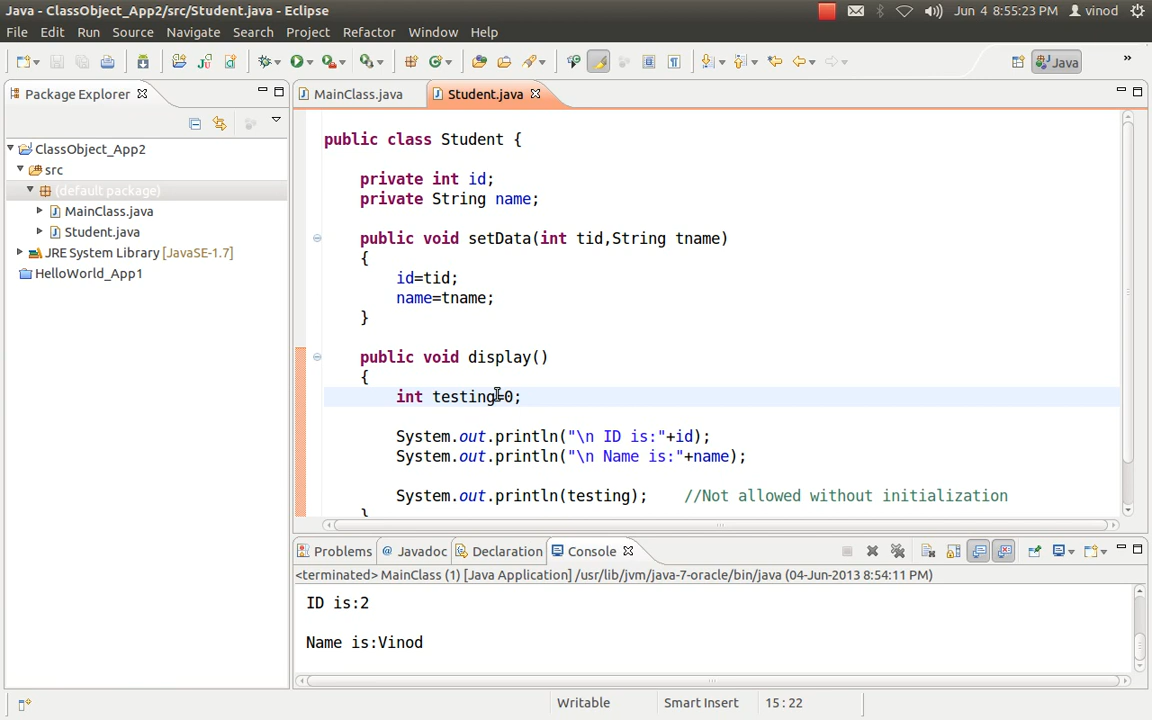 Java - ClassObject_App2/src/Student.java - Eclipse
Jun 4 8:55:23 PM
vinod
File Edit Run Source Navigate Search Project Refactor Window Help
Java
»
Package Explorer
MainClass.java
Student.java
ClassObject_App2
src
(default package)
MainClass.java
Student.java
JRE System Library [JavaSE-1.7]
HelloWorld_App1
public class Student {
private int id;
private String name;
public void setData(int tid,String tname)
{
id=tid;
name=tname;
}
public void display()
{
int testing=0;
System.out.println("\n ID is:"+id);
System.out.println("\n Name is:"+name);
System.out.println(testing); //Not allowed without initialization
}
Problems
@ Javadoc
Declaration
Console
<terminated> MainClass (1) [Java Application] /usr/lib/jvm/java-7-oracle/bin/java (04-Jun-2013 8:54:11 PM)
ID is:2
Name is:Vinod
Writable
Smart Insert
15 : 22